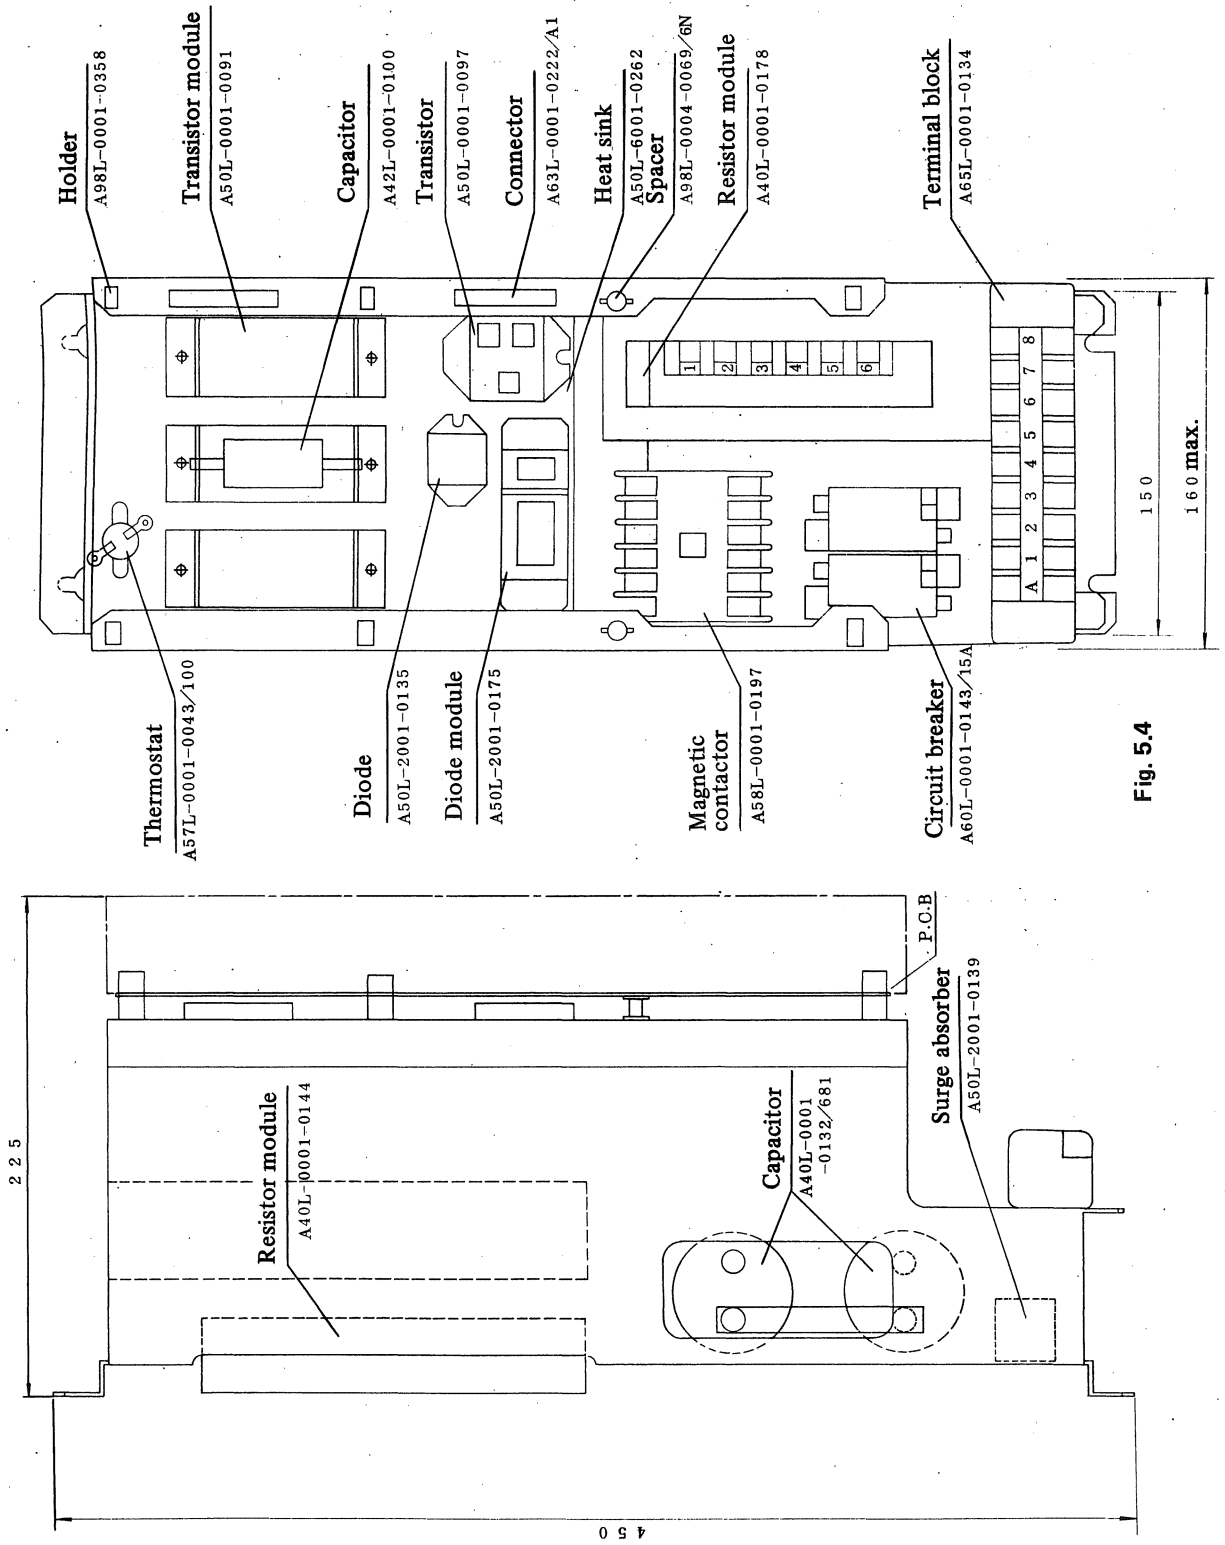 Holder
A98L-0001-0358
Transistor module
A50L-0001-0091
Capacitor
A42L-0001-0100
Transistor
A50L-0001-0097
Connector
A63L-0001-0222/A1
Heat sink
A50L-6001-0262
Spacer
A98L-0004-0069/6N
Resistor module
A40L-0001-0178
Terminal block
A65L-0001-0134
1
2
3
4
5
6
A 1 2 3 4 5 6 7 8
150
160 max.
Thermostat
A57L-0001-0043/100
Diode
A50L-2001-0135
Diode module
A50L-2001-0175
Magnetic
contactor
A58L-0001-0197
Circuit breaker
A60L-0001-0143/15A
Fig. 5.4
225
P.C.B
Resistor module
A40L-0001-0144
Capacitor
A40L-0001
-0132/681
Surge absorber
A50L-2001-0139
450